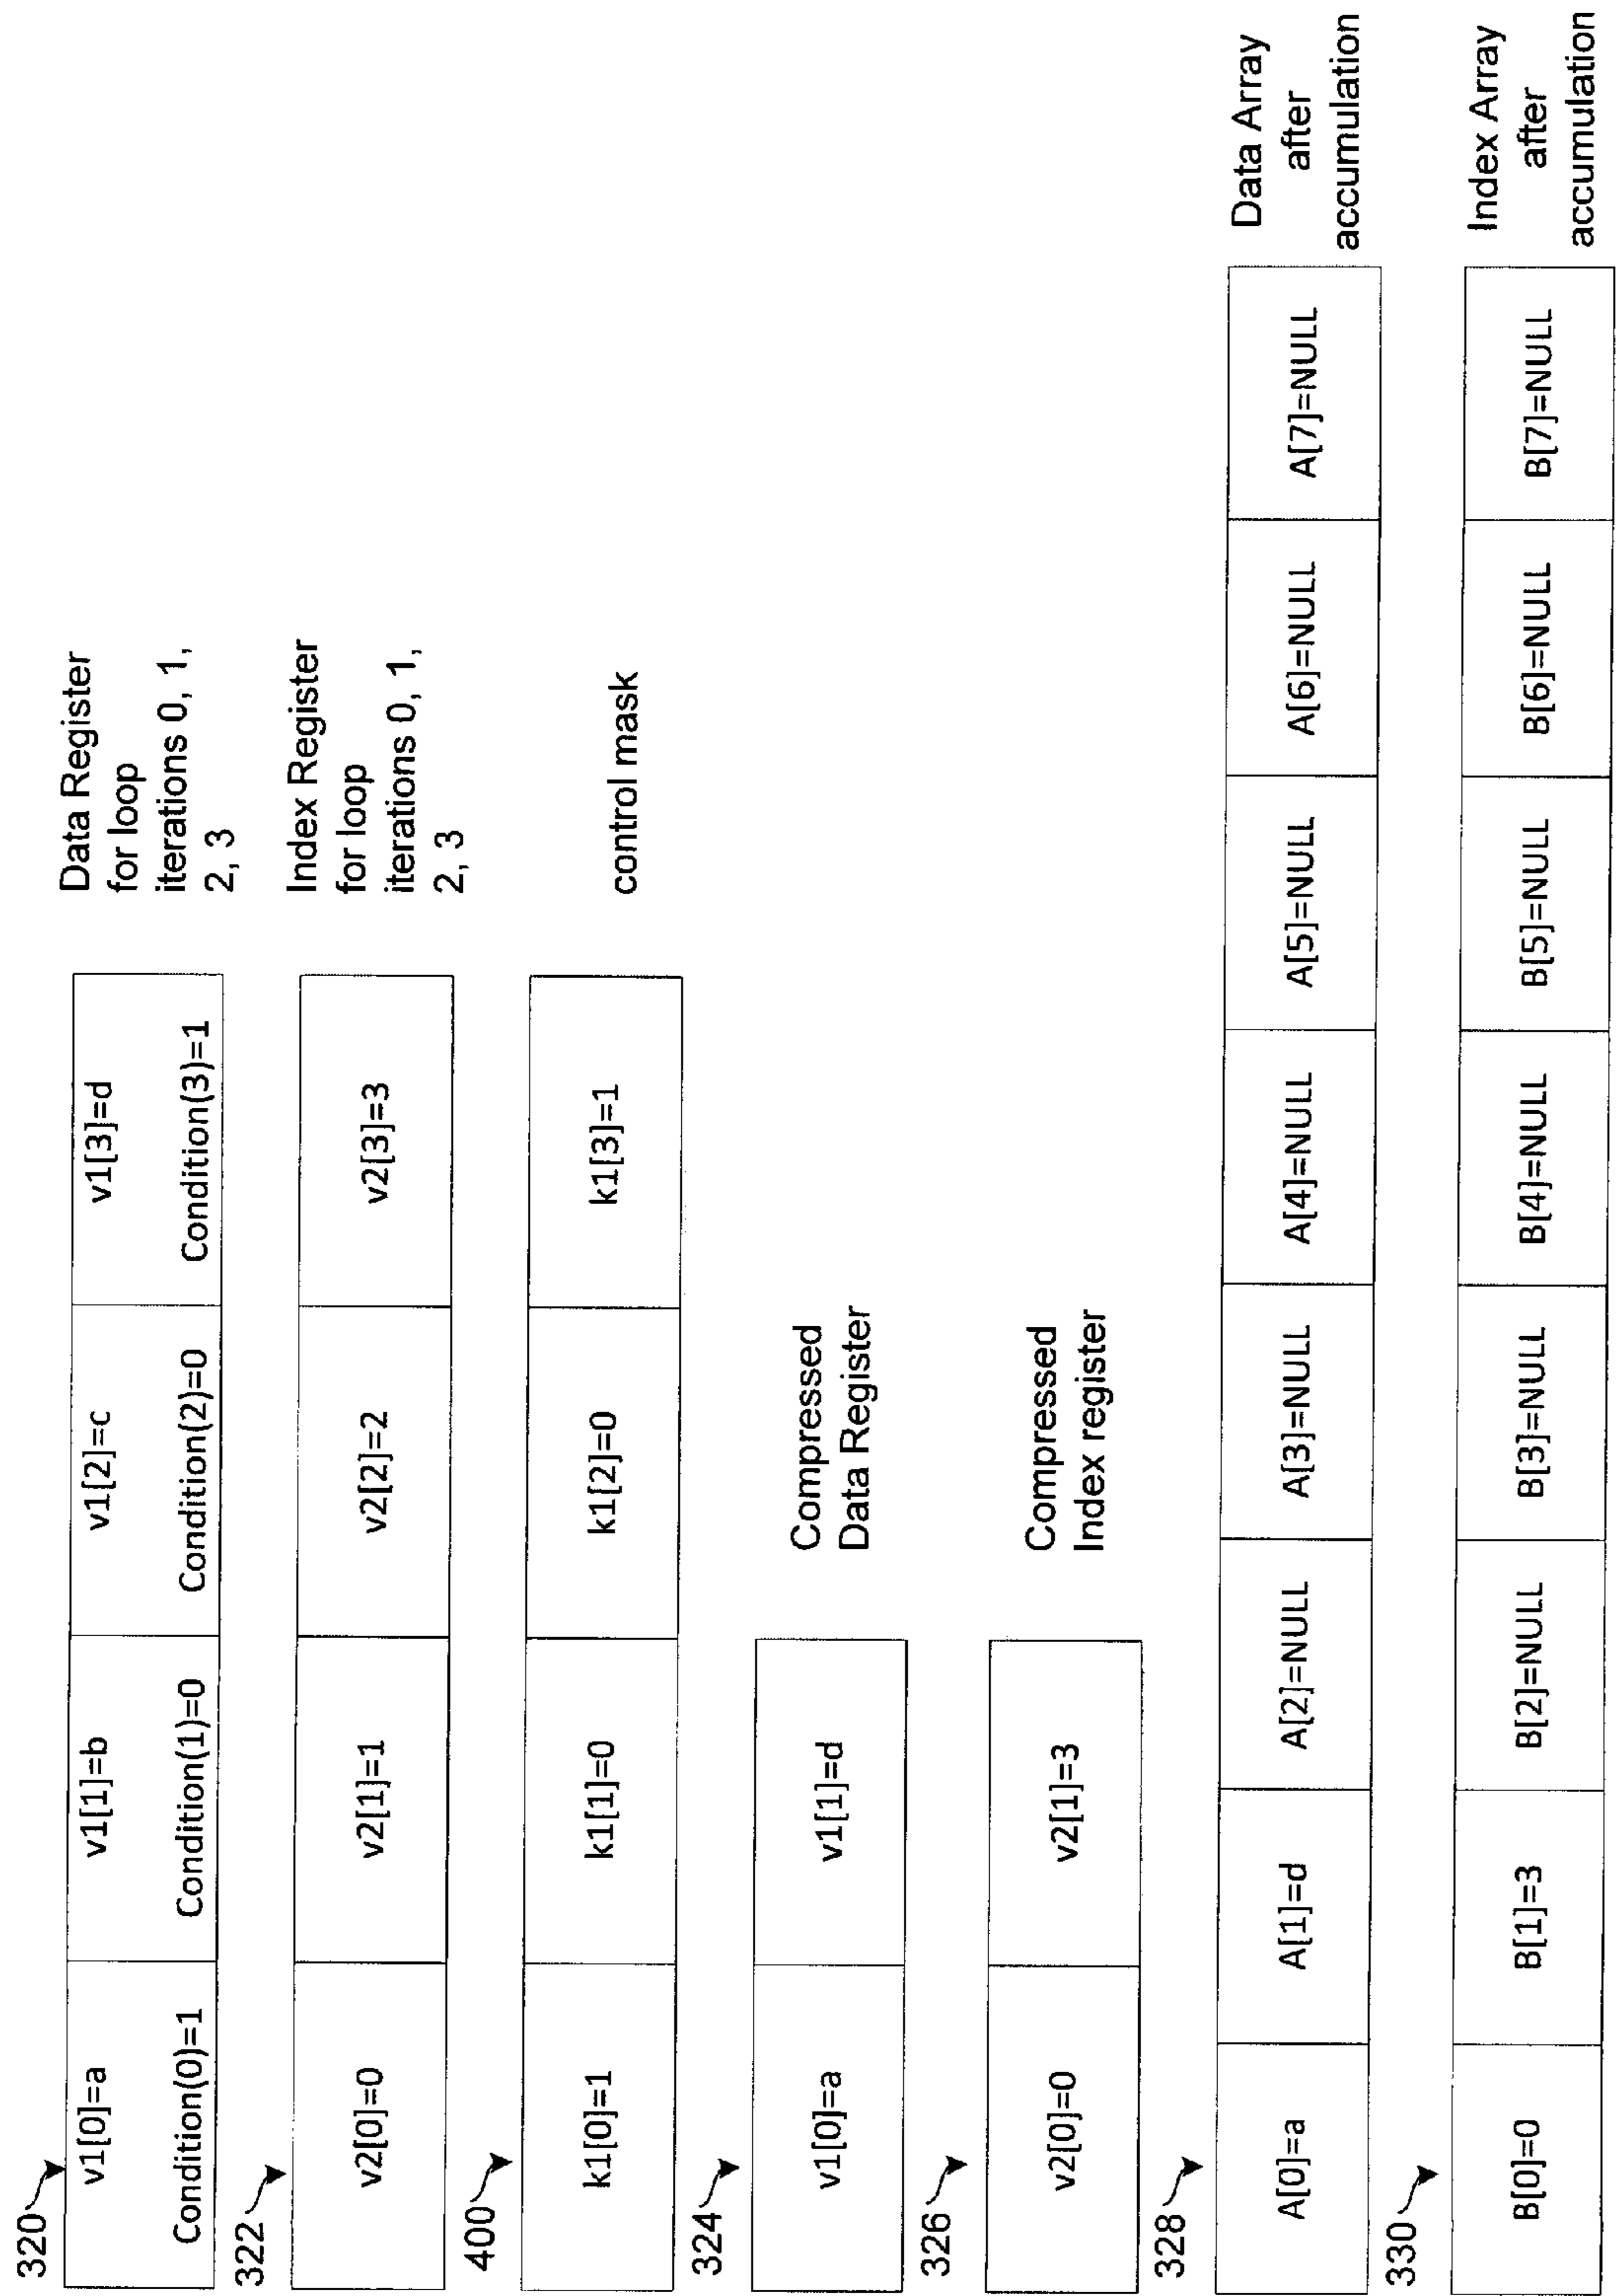 320
v1[0]=a
Condition(0)=1
v1[1]=b
Condition(1)=0
v1[2]=c
Condition(2)=0
v1[3]=d
Condition(3)=1
Data Register
for loop
iterations 0, 1,
2, 3
322
v2[0]=0
v2[1]=1
v2[2]=2
v2[3]=3
Index Register
for loop
iterations 0, 1,
2, 3
400
k1[0]=1
k1[1]=0
k1[2]=0
k1[3]=1
control mask
324
v1[0]=a
v1[1]=d
Compressed
Data Register
326
v2[0]=0
v2[1]=3
Compressed
Index register
328
A[0]=a
A[1]=d
A[2]=NULL
A[3]=NULL
A[4]=NULL
A[5]=NULL
A[6]=NULL
A[7]=NULL
Data Array
after
accumulation
330
B[0]=0
B[1]=3
B[2]=NULL
B[3]=NULL
B[4]=NULL
B[5]=NULL
B[6]=NULL
B[7]=NULL
Index Array
after
accumulation